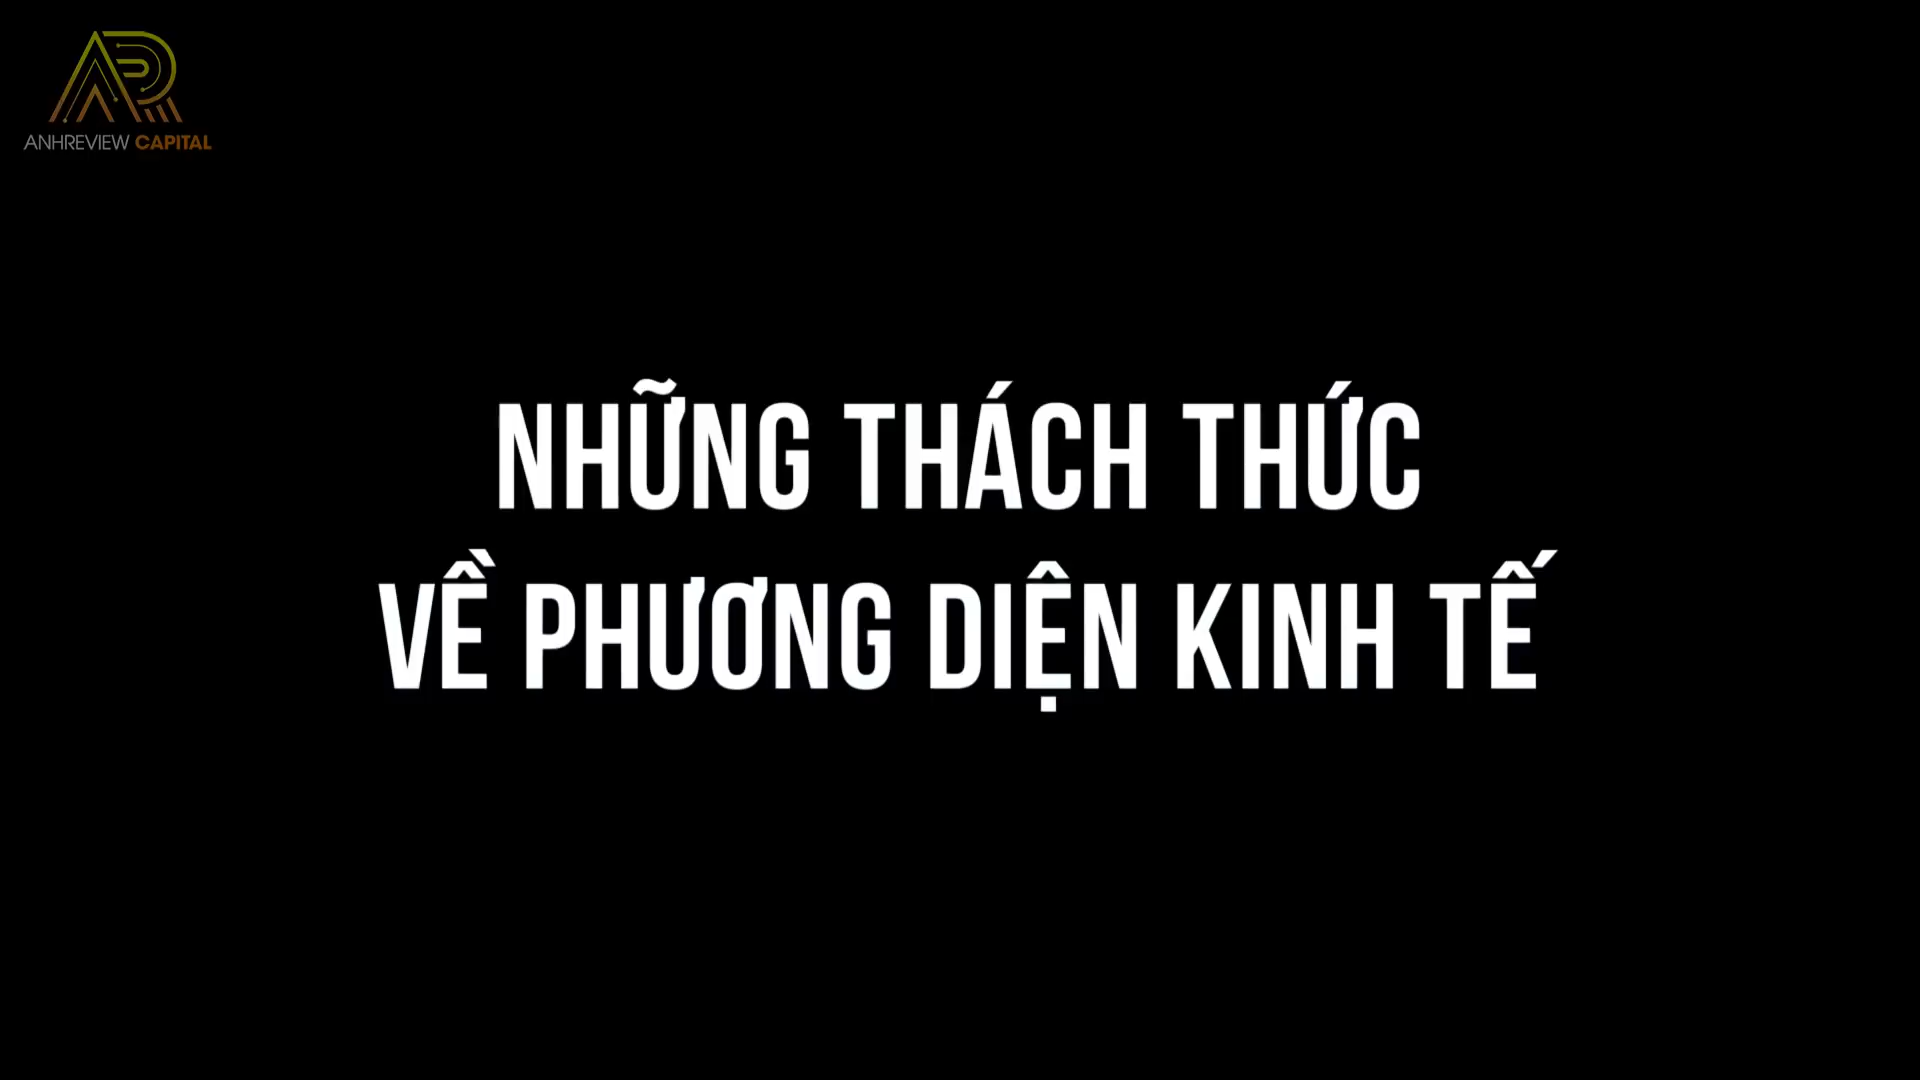 ANHREVIEW CAPITAL
NHỮNG THÁCH THỨC
VỀ PHƯƠNG DIỆN KINH TẾ